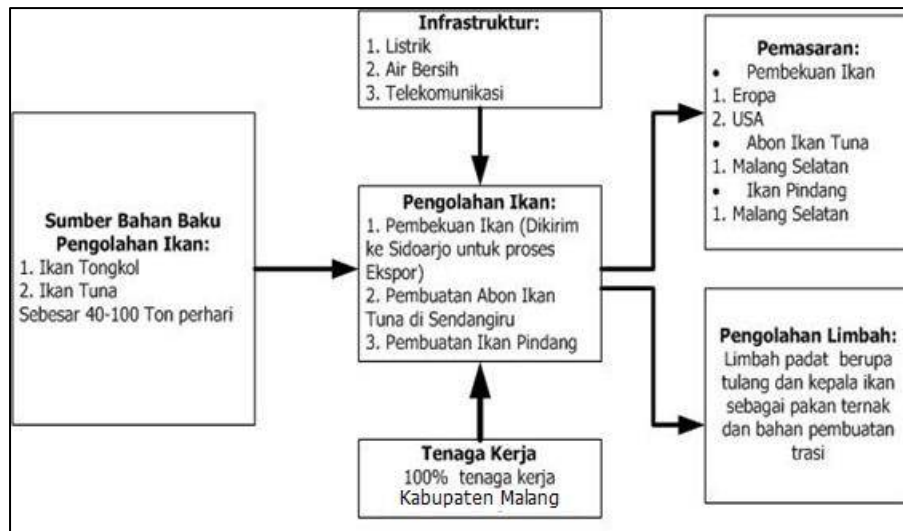 Infrastruktur:
1. Listrik
2. Air Bersih
3. Telekomunikasi
Pemasaran:
• Pembekuan Ikan
1. Eropa
2. USA
• Abon Ikan Tuna
1. Malang Selatan
• Ikan Pindang
1. Malang Selatan
Sumber Bahan Baku
Pengolahan Ikan:
1. Ikan Tongkol
2. Ikan Tuna
Sebesar 40-100 Ton perhari
Pengolahan Ikan:
1. Pembekuan Ikan (Dikirim
ke Sidoarjo untuk proses
Ekspor)
2. Pembuatan Abon Ikan
Tuna di Sendangiru
3. Pembuatan Ikan Pindang
Pengolahan Limbah:
Limbah padat berupa
tulang dan kepala ikan
sebagai pakan ternak
dan bahan pembuatan
trasi
Tenaga Kerja
100% tenaga kerja
Kabupaten Malang